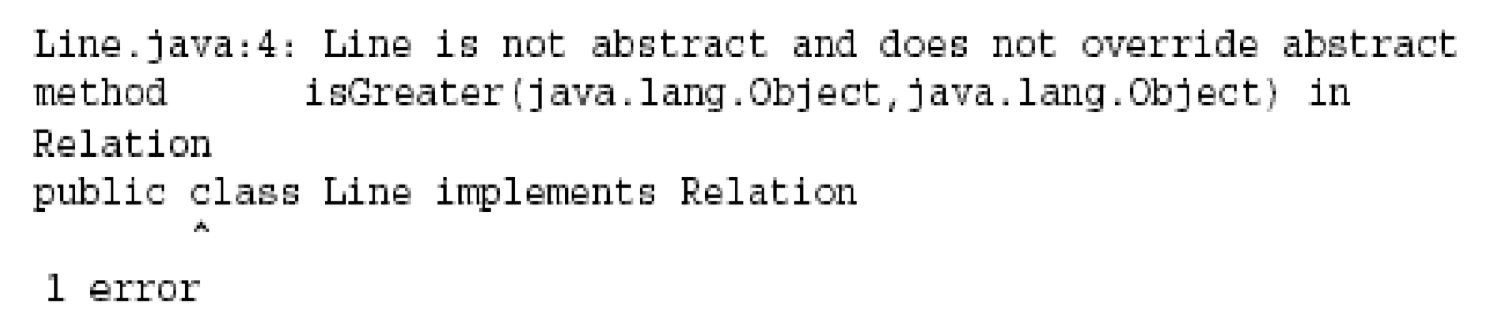 Line.java:4: Line is not abstract and does not override abstract
method isGreater(java.lang.Object,java.lang.Object) in
Relation
public class Line implements Relation
^
1 error